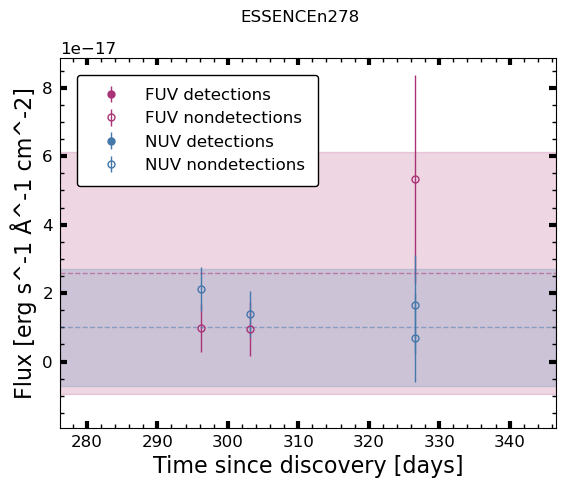 ESSENCEn278
1e−17
FUV detections
FUV nondetections
NUV detections
NUV nondetections
8
6
4
2
0
Flux [erg s^-1 Å^-1 cm^-2]
280 290 300 310 320 330 340
Time since discovery [days]